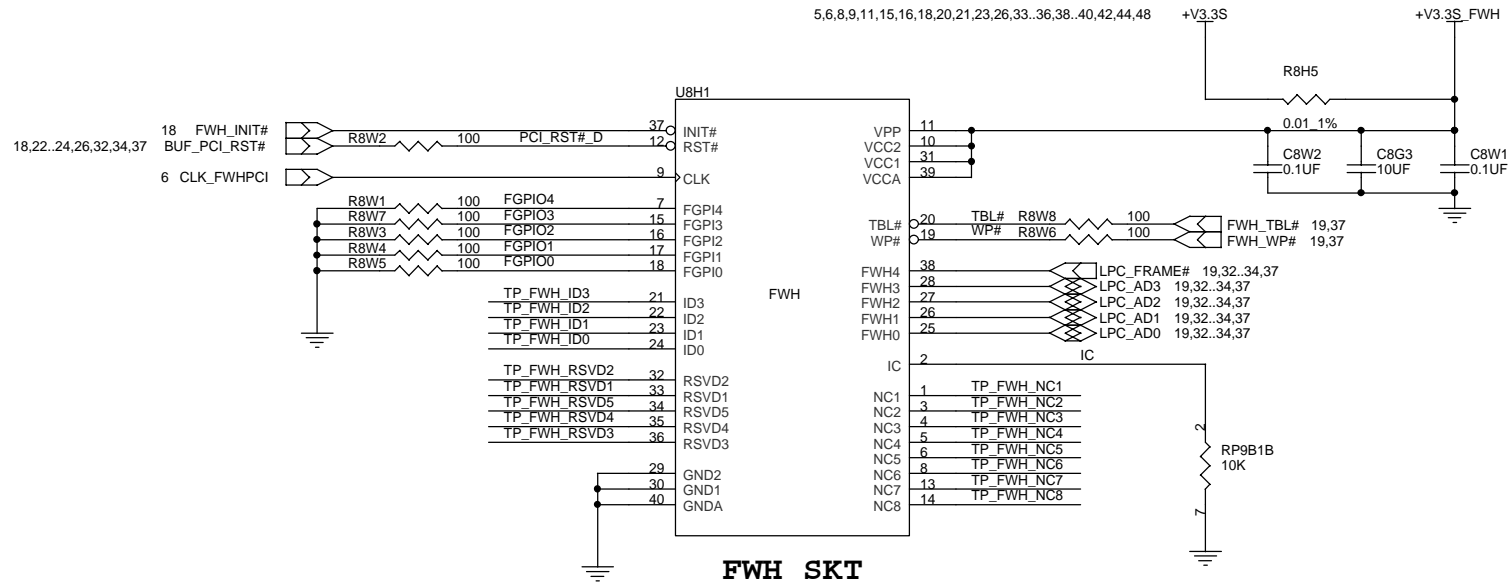 5,6,8,9,11,15,16,18,20,21,23,26,33..36,38..40,42,44,48 +V3.3S +V3.3S_FWH
R8H5
0.01_1%
U8H1
18 FWH_INIT# 37 INIT#
18,22..24,26,32,34,37 BUF_PCI_RST# R8W2 100 PCI_RST#_D 12 RST#
6 CLK_FWHPCI 9 CLK
R8W1 100 FGPIO4 7 FGPI4
R8W7 100 FGPIO3 15 FGPI3
R8W3 100 FGPIO2 16 FGPI2
R8W4 100 FGPIO1 17 FGPI1
R8W5 100 FGPIO0 18 FGPI0
TP_FWH_ID3 21 ID3
TP_FWH_ID2 22 ID2
TP_FWH_ID1 23 ID1
TP_FWH_ID0 24 ID0
TP_FWH_RSVD2 32 RSVD2
TP_FWH_RSVD1 33 RSVD1
TP_FWH_RSVD5 34 RSVD5
TP_FWH_RSVD4 35 RSVD4
TP_FWH_RSVD3 36 RSVD3
29 GND2
30 GND1
40 GNDA
FWH
VPP 11
VCC2 10
VCC1 31
VCCA 39
C8W2
0.1UF
C8G3
10UF
C8W1
0.1UF
TBL# 20 TBL# R8W8 100 FWH_TBL# 19,37
WP# 19 WP# R8W6 100 FWH_WP# 19,37
FWH4 38 LPC_FRAME# 19,32..34,37
FWH3 28 LPC_AD3 19,32..34,37
FWH2 27 LPC_AD2 19,32..34,37
FWH1 26 LPC_AD1 19,32..34,37
FWH0 25 LPC_AD0 19,32..34,37
IC 2 IC
NC1 1 TP_FWH_NC1
NC2 3 TP_FWH_NC2
NC3 4 TP_FWH_NC3
NC4 5 TP_FWH_NC4
NC5 6 TP_FWH_NC5
NC6 8 TP_FWH_NC6
NC7 13 TP_FWH_NC7
NC8 14 TP_FWH_NC8
2
RP9B1B
10K
7
FWH SKT